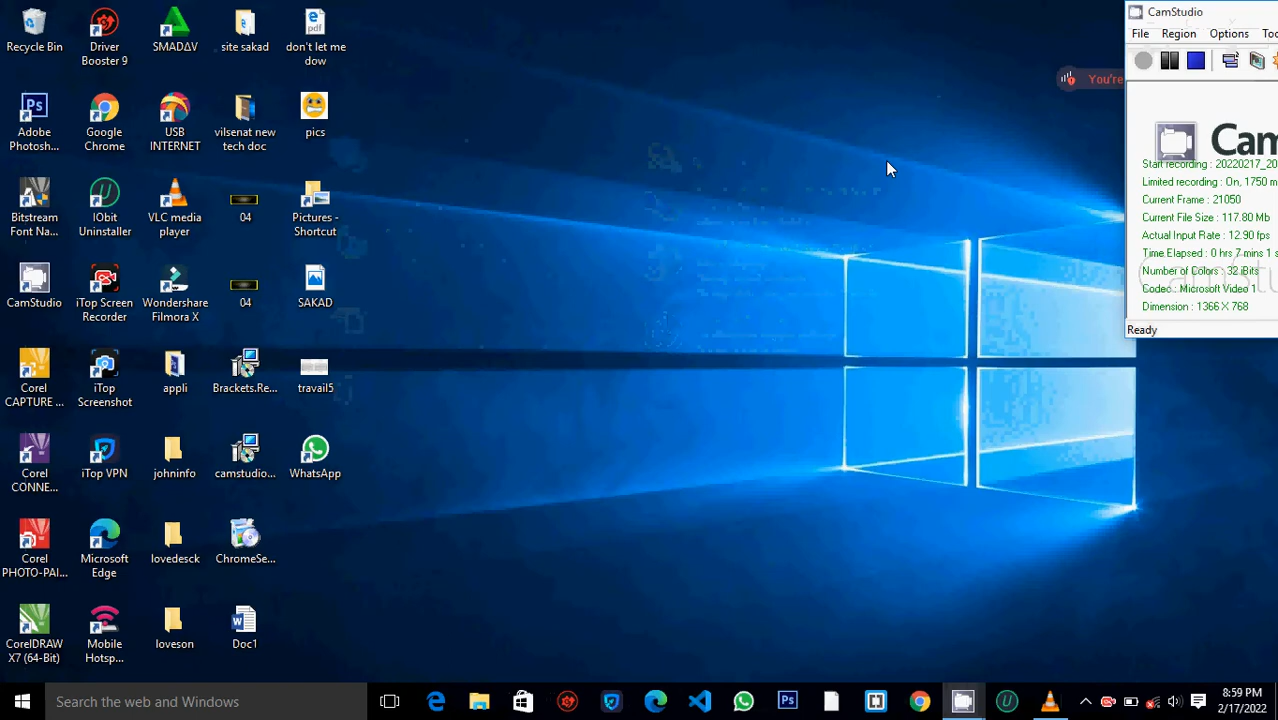 Recycle Bin
Driver
Booster 9
SMADΔV
site sakad
don't let me
dow
Adobe
Photosh...
Google
Chrome
USB
INTERNET
vilsenat new
tech doc
pics
Bitstream
Font Na...
IObit
Uninstaller
VLC media
player
04
Pictures -
Shortcut
CamStudio
iTop Screen
Recorder
Wondershare
Filmora X
04
SAKAD
Corel
CAPTURE ...
iTop
Screenshot
appli
Brackets.Re...
travail5
Corel
CONNE...
iTop VPN
johninfo
camstudio...
WhatsApp
Corel
PHOTO-PAI...
Microsoft
Edge
lovedesck
ChromeSe...
CorelDRAW
X7 (64-Bit)
Mobile
Hotsp...
loveson
Doc1
CamStudio
File Region Options Too
You're
Cam
Start recording : 20220217_20
Limited recording : On, 1750 m
Current Frame : 21050
Current File Size : 117.80 Mb
Actual Input Rate : 12.90 fps
Time Elapsed : 0 hrs 7 mins 1 s
Number of Colors : 32 Bits
Codec : Microsoft Video 1
Dimension : 1366 X 768
Ready
Search the web and Windows
8:59 PM
2/17/2022